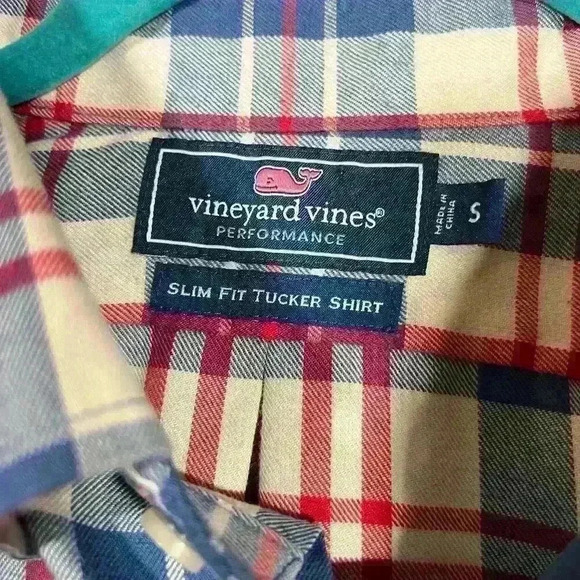 vineyard vines®
PERFORMANCE
MADE IN
CHINA
S
SLIM FIT TUCKER SHIRT